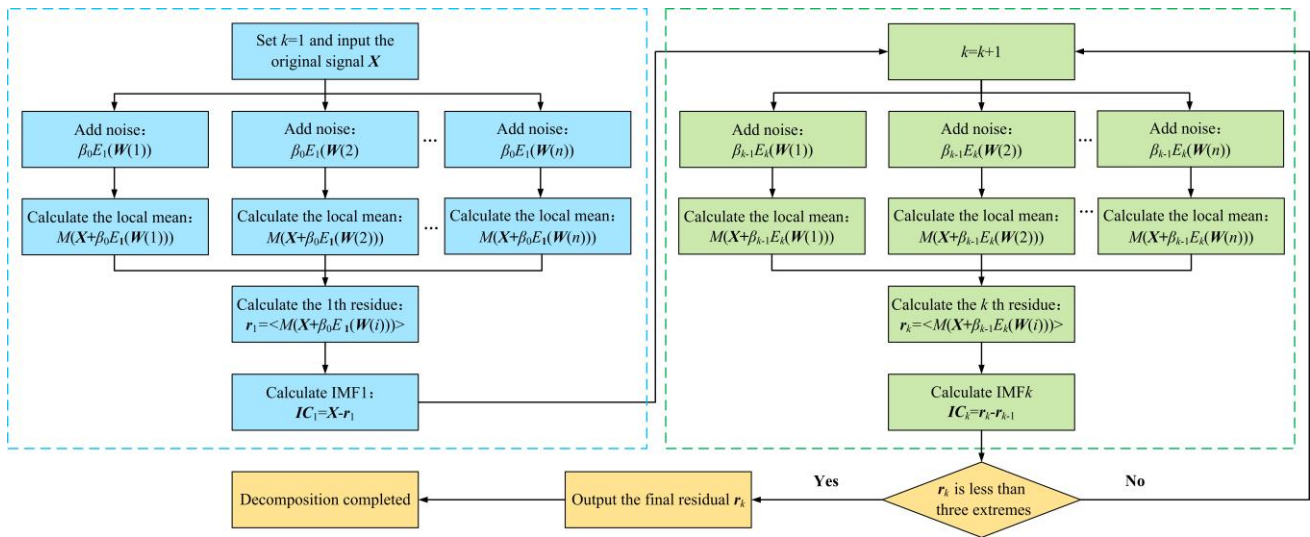 Set k=1 and input the
original signal X
Add noise：
β₀E₁(W(1))
Add noise：
β₀E₁(W(2)
...
Add noise：
β₀E₁(W(n))
Calculate the local mean：
M(X+β₀E₁(W(1)))
Calculate the local mean：
M(X+β₀E₁(W(2)))
...
Calculate the local mean：
M(X+β₀E₁(W(n)))
Calculate the 1th residue：
r₁=<M(X+β₀E₁(W(i)))>
Calculate IMF1：
IC₁=X-r₁
k=k+1
Add noise：
βₖ₋₁Eₖ(W(1))
Add noise：
βₖ₋₁Eₖ(W(2))
...
Add noise：
βₖ₋₁Eₖ(W(n))
Calculate the local mean：
M(X+βₖ₋₁Eₖ(W(1)))
Calculate the local mean：
M(X+βₖ₋₁Eₖ(W(2)))
...
Calculate the local mean：
M(X+βₖ₋₁Eₖ(W(n)))
Calculate the k th residue：
rₖ=<M(X+βₖ₋₁Eₖ(W(i)))>
Calculate IMFk
ICₖ=rₖ-rₖ₋₁
rₖ is less than
three extremes
Yes
No
Output the final residual rₖ
Decomposition completed